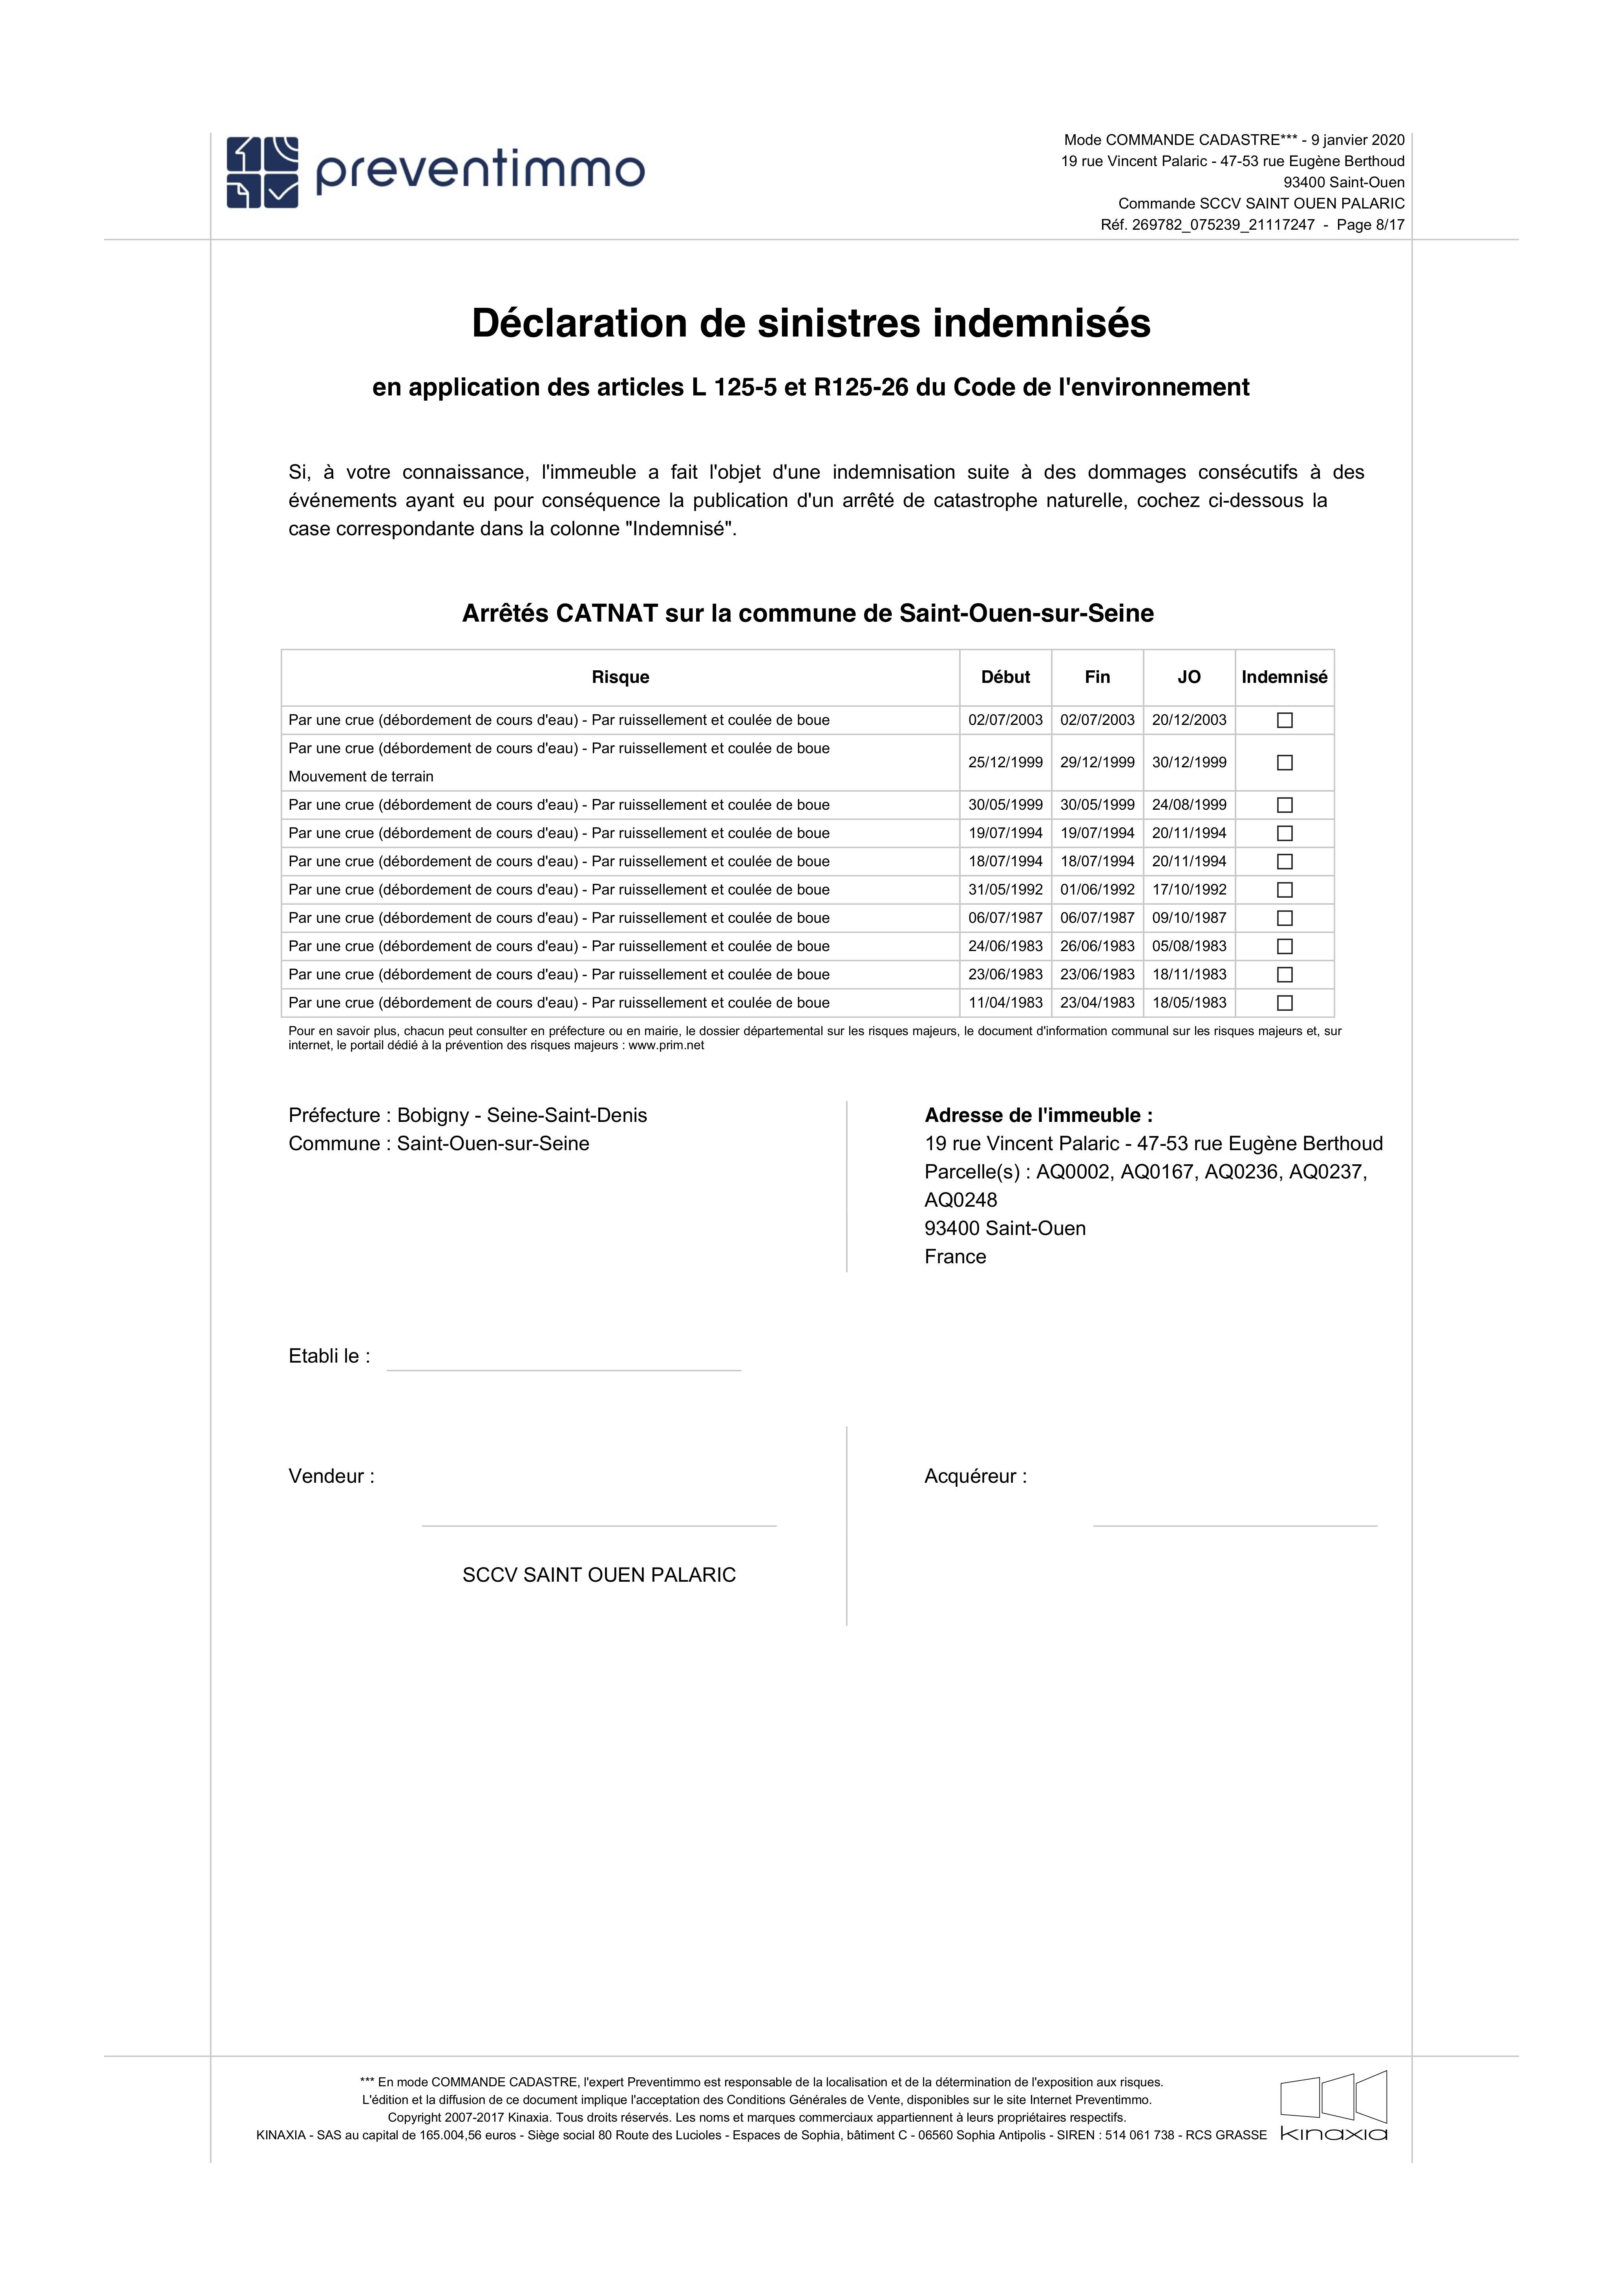 preventimmo
Mode COMMANDE CADASTRE*** - 9 janvier 2020
19 rue Vincent Palaric - 47-53 rue Eugène Berthoud
93400 Saint-Ouen
Commande SCCV SAINT OUEN PALARIC
Réf. 269782_075239_21117247 - Page 8/17
Déclaration de sinistres indemnisés
en application des articles L 125-5 et R125-26 du Code de l'environnement
Si, à votre connaissance, l'immeuble a fait l'objet d'une indemnisation suite à des dommages consécutifs à des
événements ayant eu pour conséquence la publication d'un arrêté de catastrophe naturelle, cochez ci-dessous la
case correspondante dans la colonne "Indemnisé".
Arrêtés CATNAT sur la commune de Saint-Ouen-sur-Seine
Risque Début Fin JO Indemnisé
Par une crue (débordement de cours d'eau) - Par ruissellement et coulée de boue 02/07/2003 02/07/2003 20/12/2003 ☐
Par une crue (débordement de cours d'eau) - Par ruissellement et coulée de boue
Mouvement de terrain 25/12/1999 29/12/1999 30/12/1999 ☐
Par une crue (débordement de cours d'eau) - Par ruissellement et coulée de boue 30/05/1999 30/05/1999 24/08/1999 ☐
Par une crue (débordement de cours d'eau) - Par ruissellement et coulée de boue 19/07/1994 19/07/1994 20/11/1994 ☐
Par une crue (débordement de cours d'eau) - Par ruissellement et coulée de boue 18/07/1994 18/07/1994 20/11/1994 ☐
Par une crue (débordement de cours d'eau) - Par ruissellement et coulée de boue 31/05/1992 01/06/1992 17/10/1992 ☐
Par une crue (débordement de cours d'eau) - Par ruissellement et coulée de boue 06/07/1987 06/07/1987 09/10/1987 ☐
Par une crue (débordement de cours d'eau) - Par ruissellement et coulée de boue 24/06/1983 26/06/1983 05/08/1983 ☐
Par une crue (débordement de cours d'eau) - Par ruissellement et coulée de boue 23/06/1983 23/06/1983 18/11/1983 ☐
Par une crue (débordement de cours d'eau) - Par ruissellement et coulée de boue 11/04/1983 23/04/1983 18/05/1983 ☐
Pour en savoir plus, chacun peut consulter en préfecture ou en mairie, le dossier départemental sur les risques majeurs, le document d'information communal sur les risques majeurs et, sur
internet, le portail dédié à la prévention des risques majeurs : www.prim.net
Préfecture : Bobigny - Seine-Saint-Denis
Commune : Saint-Ouen-sur-Seine
Adresse de l'immeuble :
19 rue Vincent Palaric - 47-53 rue Eugène Berthoud
Parcelle(s) : AQ0002, AQ0167, AQ0236, AQ0237,
AQ0248
93400 Saint-Ouen
France
Etabli le :
Vendeur :
SCCV SAINT OUEN PALARIC
Acquéreur :
*** En mode COMMANDE CADASTRE, l'expert Preventimmo est responsable de la localisation et de la détermination de l'exposition aux risques.
L'édition et la diffusion de ce document implique l'acceptation des Conditions Générales de Vente, disponibles sur le site Internet Preventimmo.
Copyright 2007-2017 Kinaxia. Tous droits réservés. Les noms et marques commerciaux appartiennent à leurs propriétaires respectifs.
KINAXIA - SAS au capital de 165.004,56 euros - Siège social 80 Route des Lucioles - Espaces de Sophia, bâtiment C - 06560 Sophia Antipolis - SIREN : 514 061 738 - RCS GRASSE
kinaxia